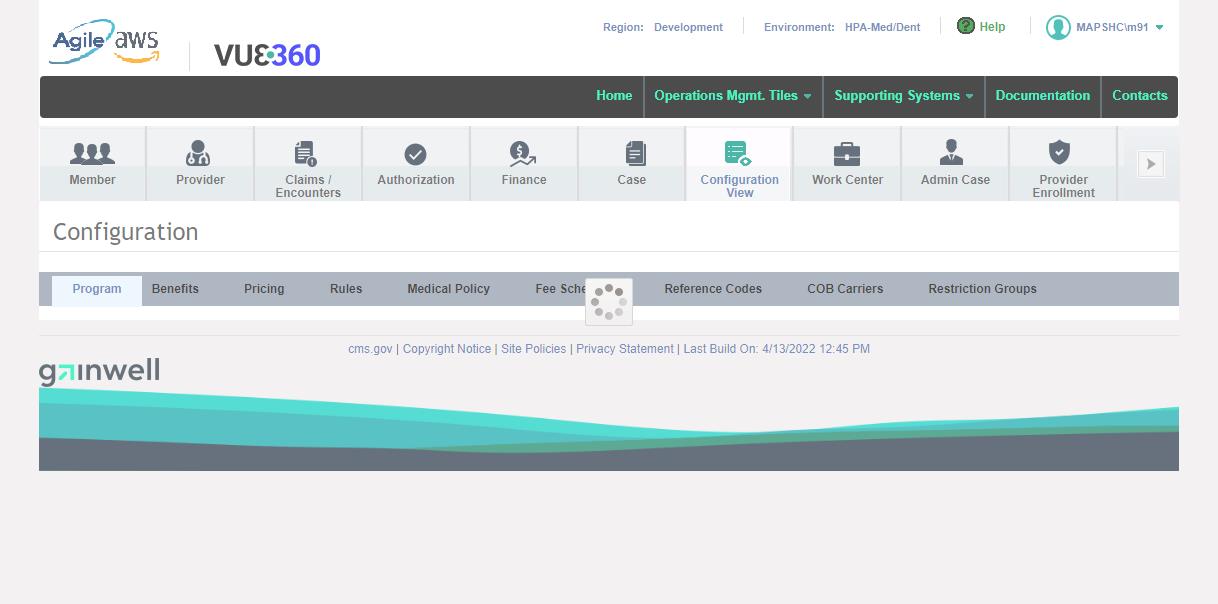 Agile aws
VU360
Region: Development
Environment: HPA-Med/Dent
Help
MAPSHC\m91
Home
Operations Mgmt. Tiles
Supporting Systems
Documentation
Contacts
Member
Provider
Claims /
Encounters
Authorization
Finance
Case
Configuration
View
Work Center
Admin Case
Provider
Enrollment
Configuration
Program
Benefits
Pricing
Rules
Medical Policy
Fee
Reference Codes
COB Carriers
Restriction Groups
cms.gov | Copyright Notice | Site Policies | Privacy Statement | Last Build On: 4/13/2022 12:45 PM
gainwell